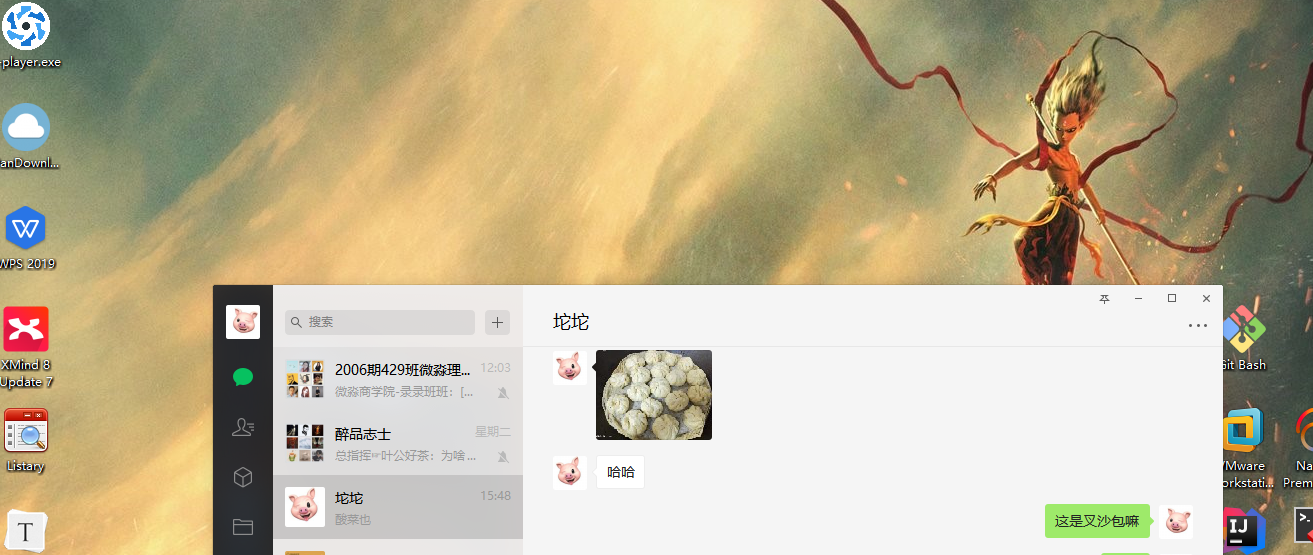 -player.exe
anDownl...
WPS 2019
XMind 8
Update 7
Listary
T
搜索
2006期429班微淼理...
12:03
微淼商学院-录录班班：[...
醉品志士
星期二
总指挥☞叶公好茶：为啥...
坨坨
15:48
酸菜也
坨坨
哈哈
这是叉沙包嘛
Git Bash
VMware
orkstati...
Na
Prem
IJ